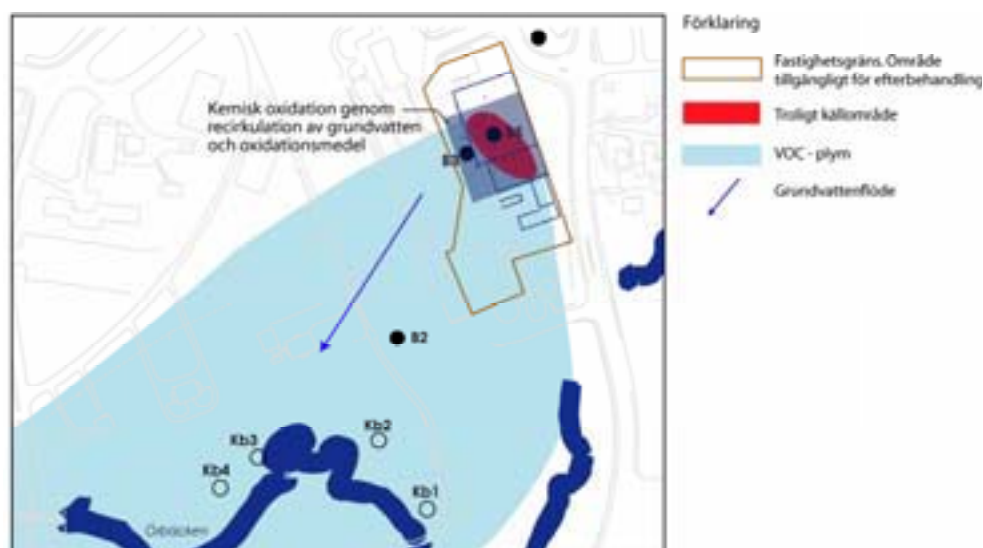 Kemisk oxidation genom
recirkulation av grundvatten
och oxidationsmedel
B2
Kb2
Kb3
Kb4
Kb1
Förklaring
Fastighetsgräns. Område
tillgängligt för efterbehandling
Troligt källområde
VOC - plym
Grundvattenflöde